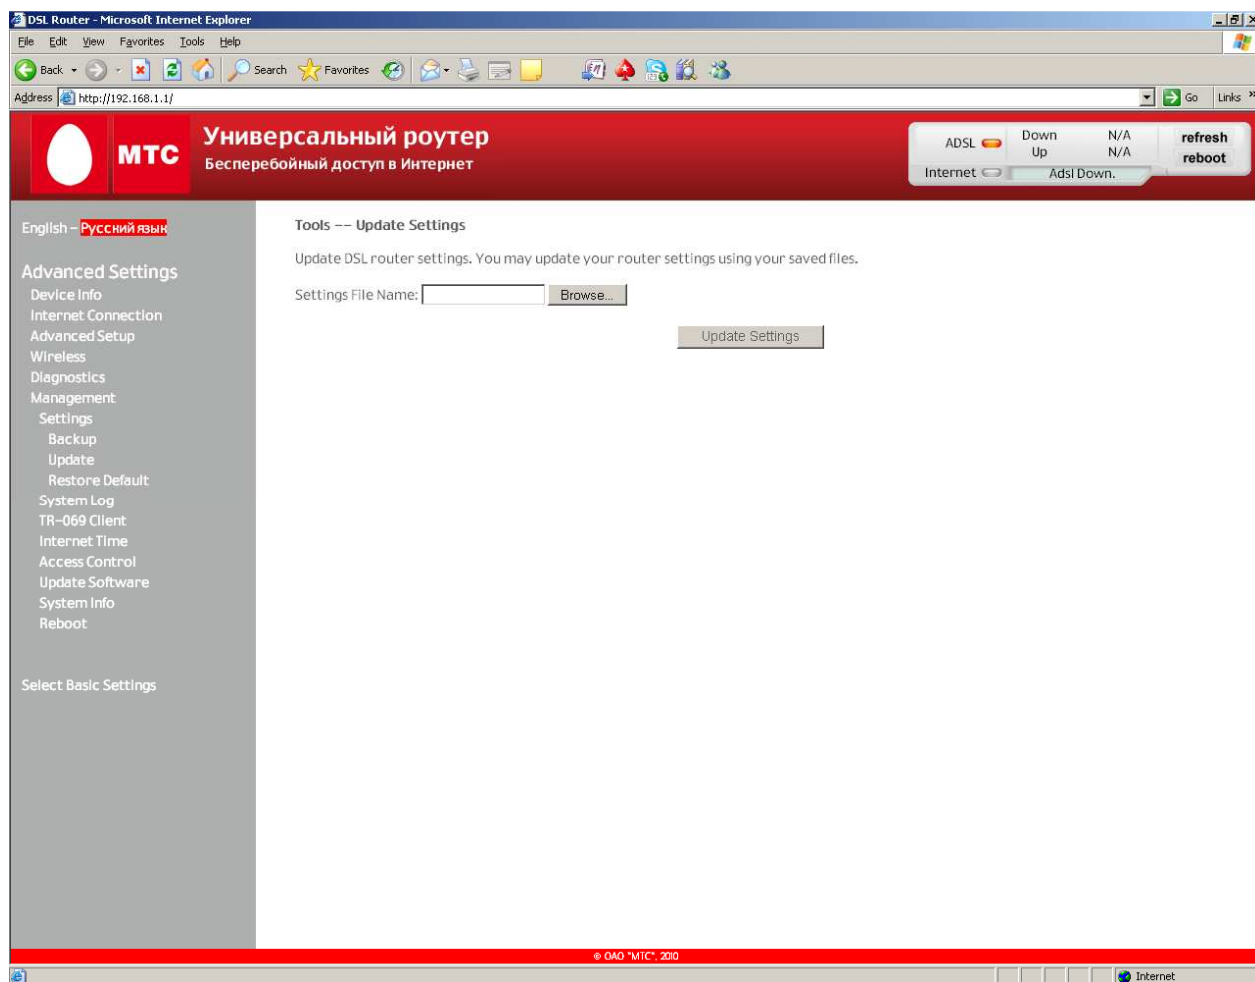 DSL Router - Microsoft Internet Explorer
File Edit View Favorites Tools Help
Back Search Favorites
Address http://192.168.1.1/ Go Links »
МТС
Универсальный роутер
Бесперебойный доступ в Интернет
ADSL Down N/A
Up N/A
Internet Adsl Down.
refresh
reboot
English – Русский язык
Advanced Settings
Device Info
Internet Connection
Advanced Setup
Wireless
Diagnostics
Management
Settings
Backup
Update
Restore Default
System Log
TR-069 Client
Internet Time
Access Control
Update Software
System Info
Reboot
Select Basic Settings
Tools -- Update Settings
Update DSL router settings. You may update your router settings using your saved files.
Settings File Name: Browse...
Update Settings
© ОАО "МТС", 2010
Internet